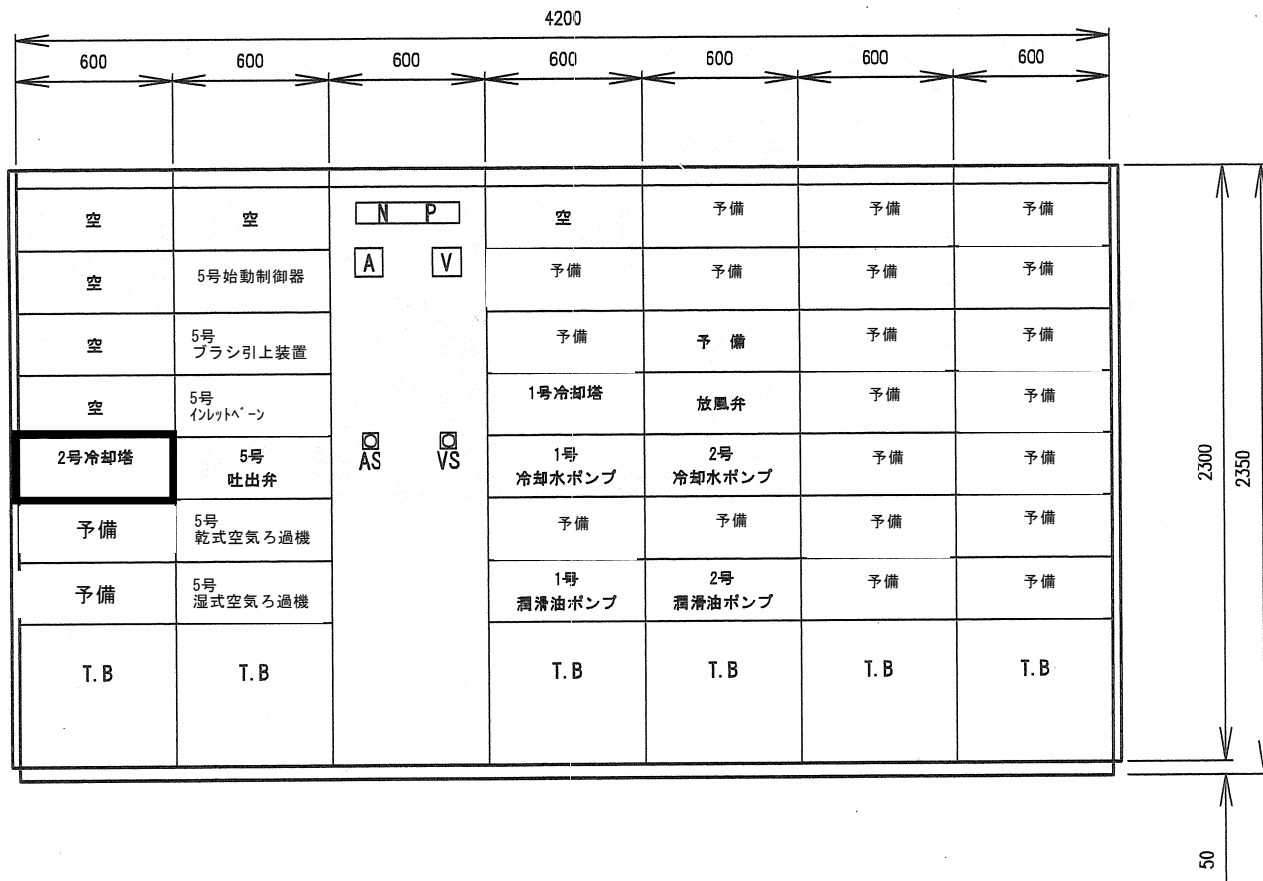 4200
600
600
600
600
600
600
600
空
空
N P
空
予備
予備
予備
空
5号始動制御器
A
V
予備
予備
予備
予備
空
5号
ブラシ引上装置
予備
予 備
予備
予備
空
5号
インレットベーン
1号冷却塔
放風弁
予備
予備
2号冷却塔
5号
吐出弁
AS
VS
1号
冷却水ポンプ
2号
冷却水ポンプ
予備
予備
予備
5号
乾式空気ろ過機
予備
予備
予備
予備
予備
5号
湿式空気ろ過機
1号
潤滑油ポンプ
2号
潤滑油ポンプ
予備
予備
T.B
T.B
T.B
T.B
T.B
T.B
2300
2350
50